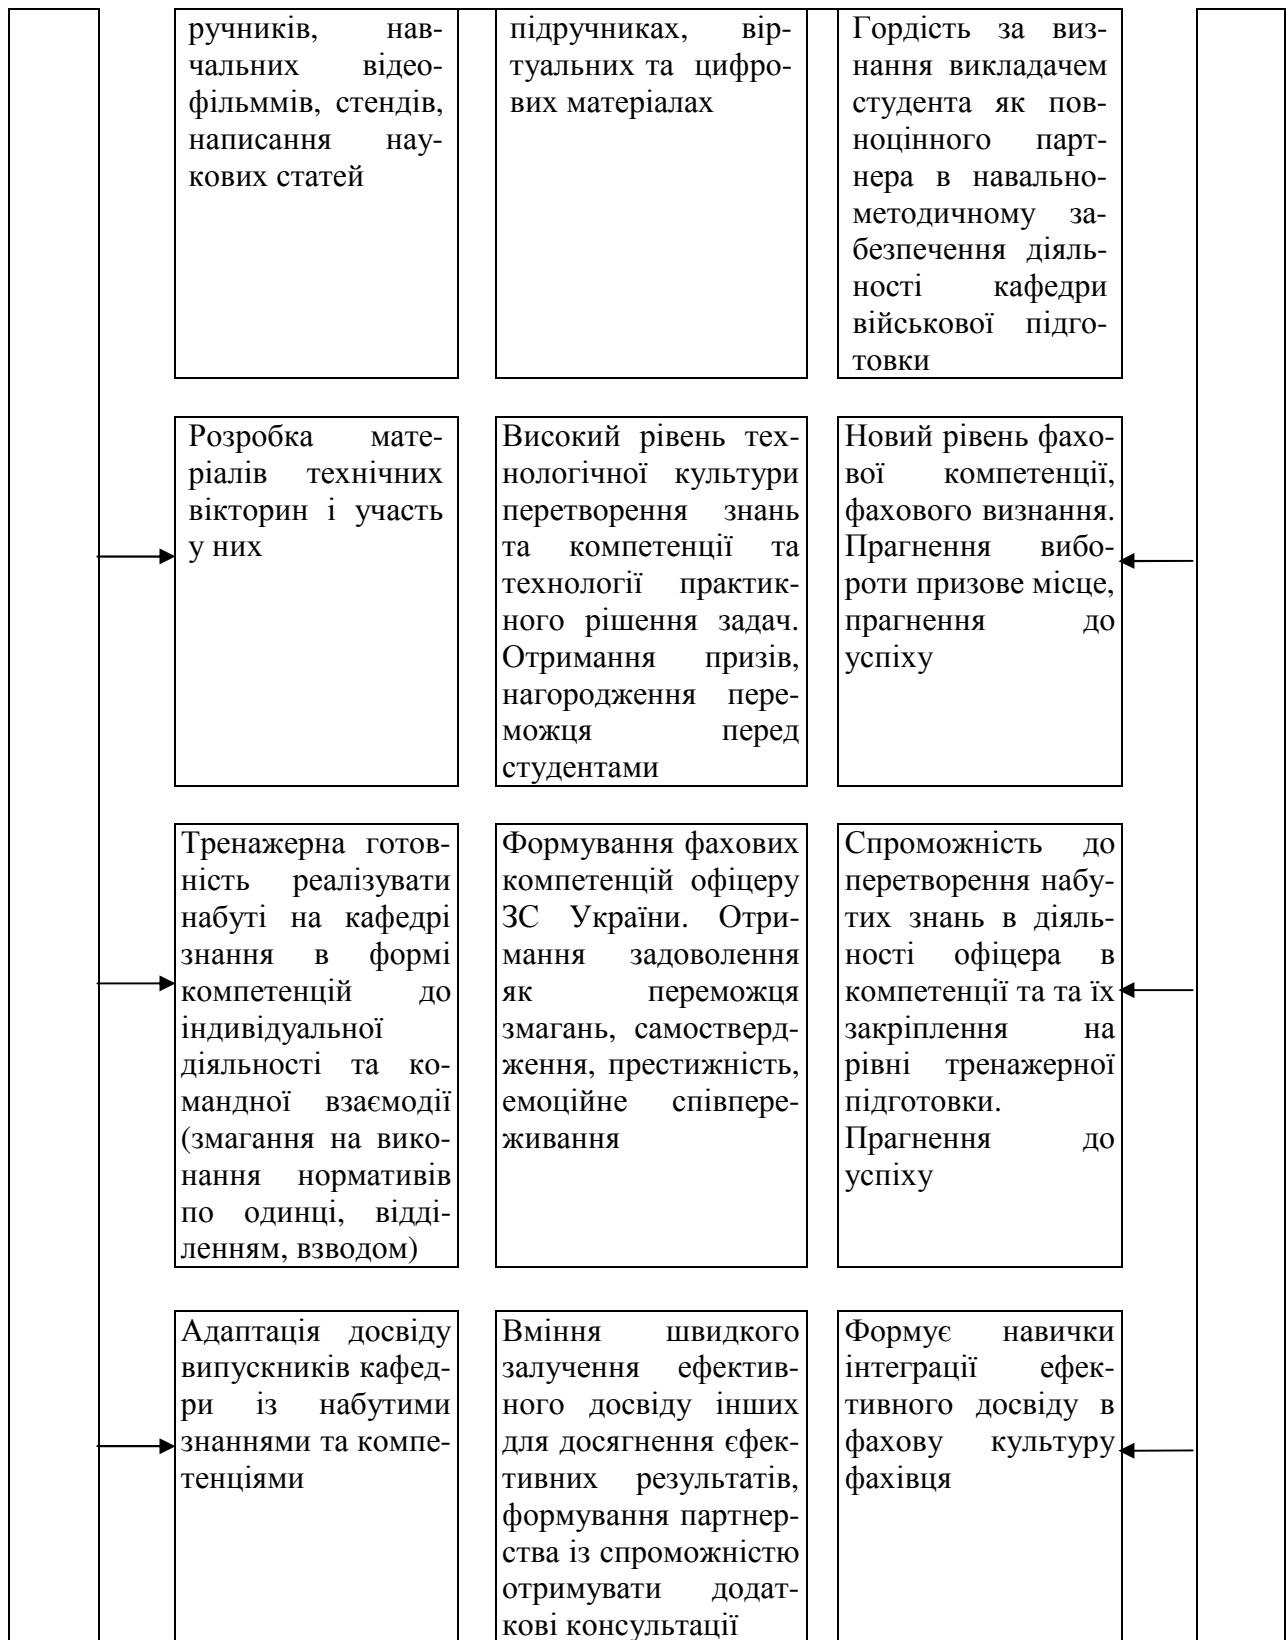 ручників, нав-
чальних відео-
фільммів, стендів,
написання нау-
кових статей
підручниках, вір-
туальних та цифро-
вих матеріалах
Гордість за виз-
нання викладачем
студента як пов-
ноцінного парт-
нера в навально-
методичному за-
безпечення діяль-
ності кафедри
військової підго-
товки
Розробка мате-
ріалів технічних
вікторин і участь
у них
Високий рівень тех-
нологічної культури
перетворення знань
та компетенції та
технології практик-
ного рішення задач.
Отримання призів,
нагородження пере-
можця перед
студентами
Новий рівень фахо-
вої компетенції,
фахового визнання.
Прагнення вибо-
роти призове місце,
прагнення до
успіху
Тренажерна готов-
ність реалізувати
набуті на кафедрі
знання в формі
компетенцій до
індивідуальної
діяльності та ко-
мандної взаємодії
(змагання на вико-
нання нормативів
по одинці, відді-
ленням, взводом)
Формування фахових
компетенцій офіцеру
ЗС України. Отри-
мання задоволення
як переможця
змагань, самостверд-
ження, престижність,
емоційне співпере-
живання
Спроможність до
перетворення набу-
тих знань в діяль-
ності офіцера в
компетенції та та їх
закріплення на
рівні тренажерної
підготовки.
Прагнення до
успіху
Адаптація досвіду
випускників кафед-
ри із набутими
знаннями та компе-
тенціями
Вміння швидкого
залучення ефектив-
ного досвіду інших
для досягнення єфек-
тивних результатів,
формування партнер-
ства із спроможністю
отримувати додат-
кові консультації
Формує навички
інтеграції ефек-
тивного досвіду в
фахову культуру
фахівця